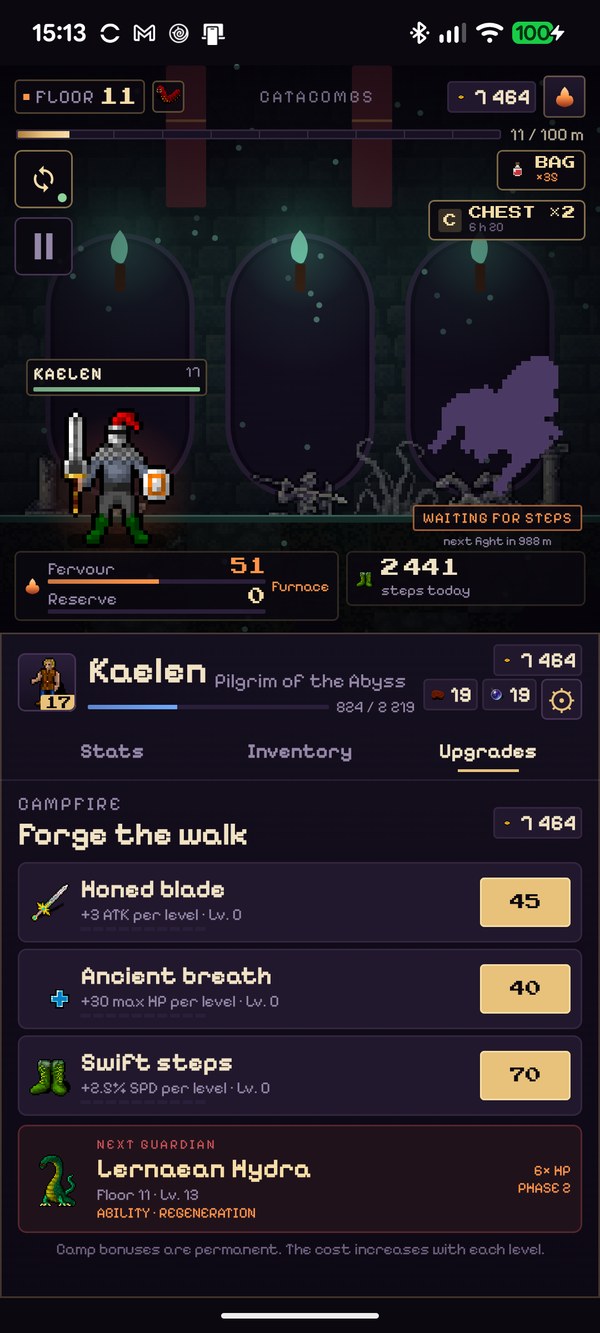 15:13
100
FLOOR 11
CATACOMBS
7 464
11 / 100 m
BAG
×39
C CHEST ×2
6 h 20
KAELEN 17
WAITING FOR STEPS
next fight in 988 m
Fervour 51
Furnace
Reserve 0
2 441
steps today
7 464
Kaelen Pilgrim of the Abyss
17
824 / 2 219
19
19
Stats
Inventory
Upgrades
CAMPFIRE
Forge the walk
7 464
Honed blade
+3 ATK per level · Lv. 0
45
Ancient breath
+30 max HP per level · Lv. 0
40
Swift steps
+2.5% SPD per level · Lv. 0
70
NEXT GUARDIAN
Lernaean Hydra
Floor 11 · Lv. 13
ABILITY · REGENERATION
6× HP
PHASE 2
Camp bonuses are permanent. The cost increases with each level.